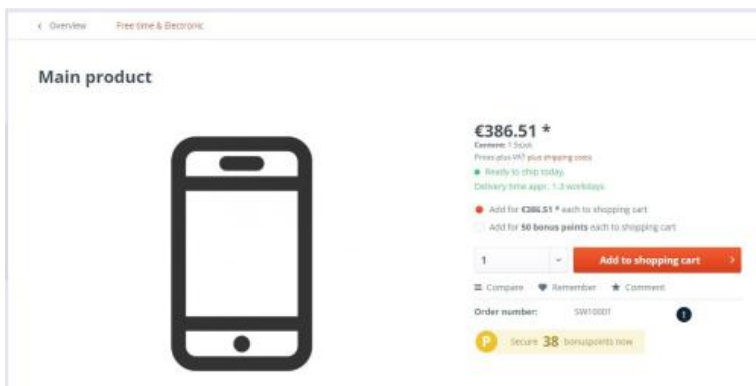 Overview Free time & Electronic
Main product
€386.51 *
Content: 1 Stück
Prices plus VAT plus shipping costs
Ready to ship today,
Delivery time appr. 1-3 workdays
Add for €386.51 * each to shopping cart
Add for 50 bonus points each to shopping cart
1 Add to shopping cart
Compare Remember Comment
Order number: SW10001 1
P Secure 38 bonuspoints now